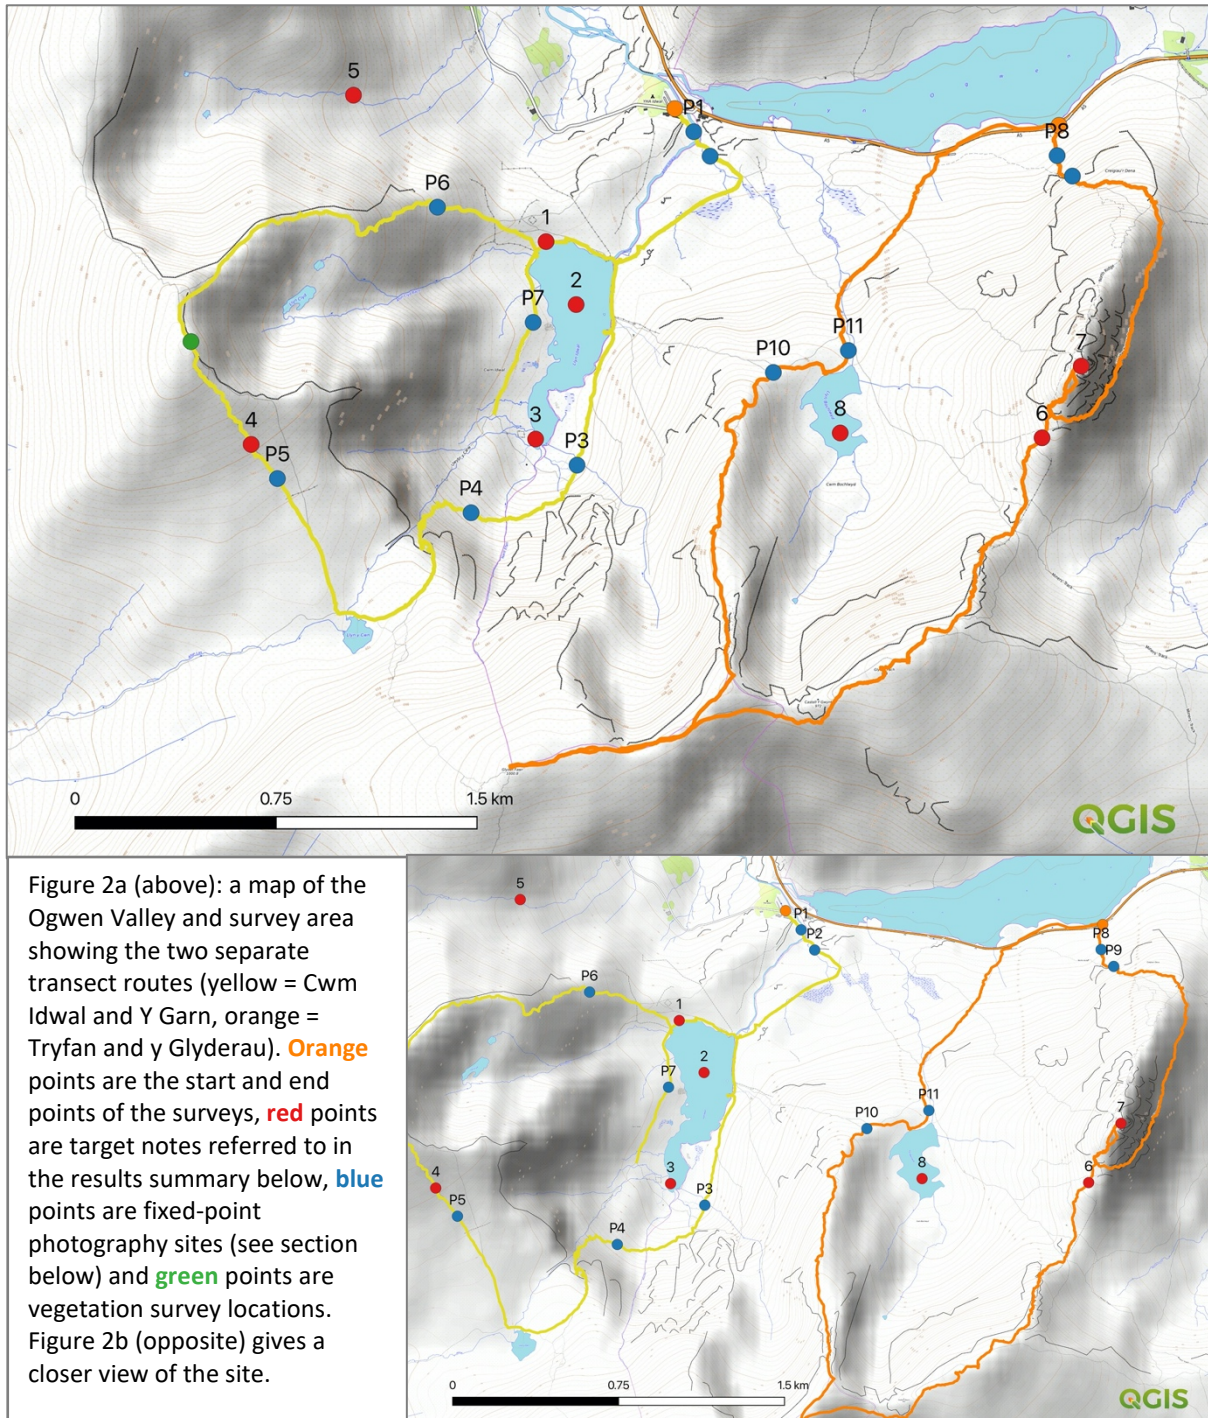 5
P1
P8
P6
1
2
P7
P11
P10
7
8
6
3
4
P5
P3
P4
0
0.75
1.5 km
QGIS
Figure 2a (above): a map of the
Ogwen Valley and survey area
showing the two separate
transect routes (yellow = Cwm
Idwal and Y Garn, orange =
Tryfan and y Glyderau). Orange
points are the start and end
points of the surveys, red points
are target notes referred to in
the results summary below, blue
points are fixed-point
photography sites (see section
below) and green points are
vegetation survey locations.
Figure 2b (opposite) gives a
closer view of the site.
5
P1
P2
P8
P9
P6
1
2
P7
P11
P10
7
8
6
3
4
P5
P3
P4
0
0.75
1.5 km
QGIS